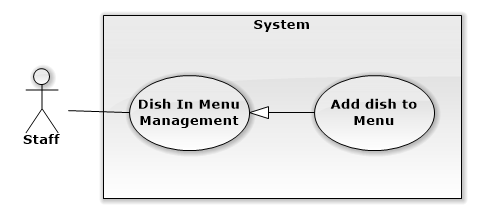 System
Dish In Menu
Management
Add dish to
Menu
Staff